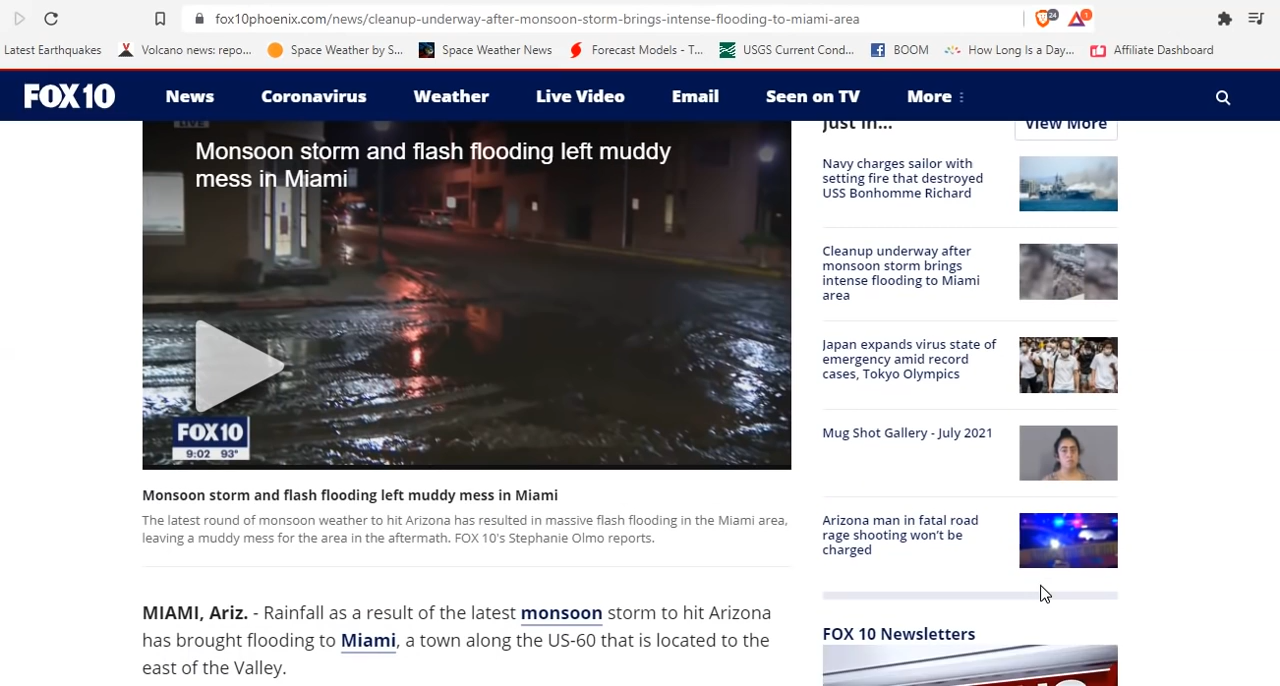 fox10phoenix.com/news/cleanup-underway-after-monsoon-storm-brings-intense-flooding-to-miami-area
24
1
Latest Earthquakes
Volcano news: repo...
Space Weather by S...
Space Weather News
Forecast Models - T...
USGS Current Cond...
BOOM
How Long Is a Day...
Affiliate Dashboard
FOX 10
News
Coronavirus
Weather
Live Video
Email
Seen on TV
More
LIVE
Monsoon storm and flash flooding left muddy
mess in Miami
FOX 10
9:02 93°
Monsoon storm and flash flooding left muddy mess in Miami
The latest round of monsoon weather to hit Arizona has resulted in massive flash flooding in the Miami area,
leaving a muddy mess for the area in the aftermath. FOX 10's Stephanie Olmo reports.
MIAMI, Ariz. - Rainfall as a result of the latest monsoon storm to hit Arizona
has brought flooding to Miami, a town along the US-60 that is located to the
east of the Valley.
Just In...
View More
Navy charges sailor with
setting fire that destroyed
USS Bonhomme Richard
Cleanup underway after
monsoon storm brings
intense flooding to Miami
area
Japan expands virus state of
emergency amid record
cases, Tokyo Olympics
Mug Shot Gallery - July 2021
Arizona man in fatal road
rage shooting won't be
charged
FOX 10 Newsletters